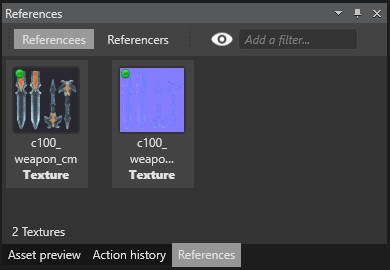 References
Referencees
Referencers
Add a filter...
c100_
weapon_cm
Texture
c100_
weapo...
Texture
2 Textures
Asset preview
Action history
References